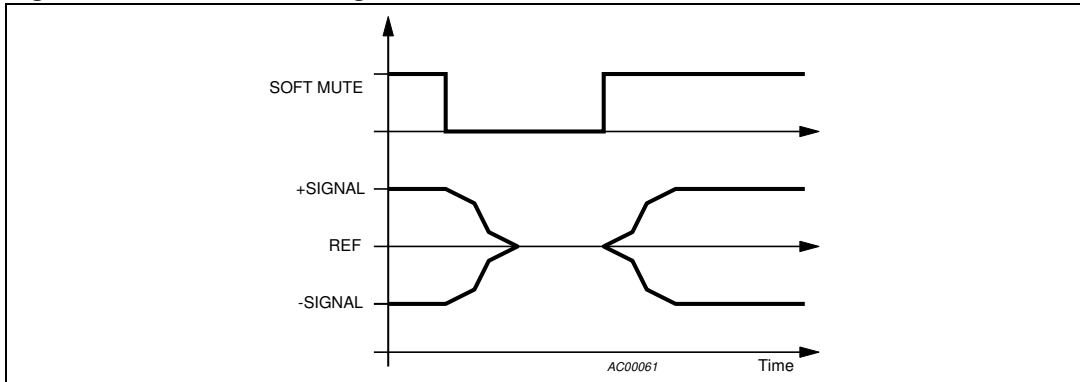 SOFT MUTE
+SIGNAL
REF
-SIGNAL
AC00061
Time